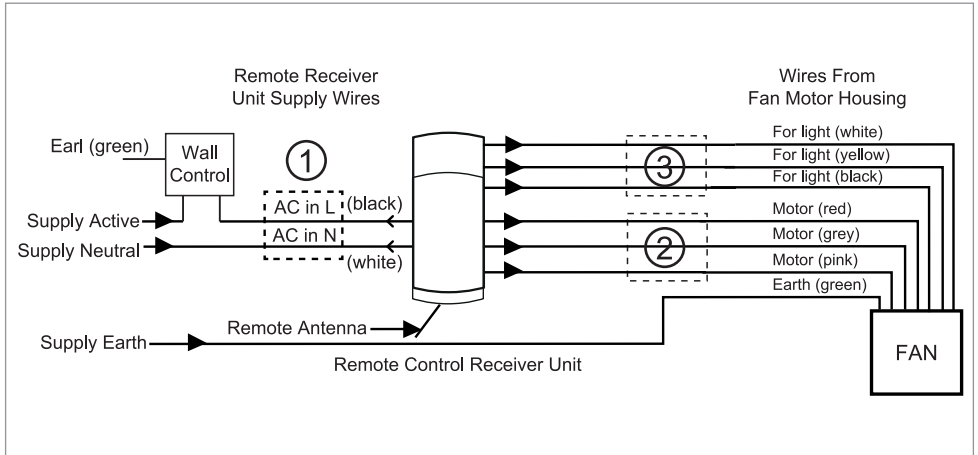 Remote Receiver
Unit Supply Wires
Wires From
Fan Motor Housing
Earl (green)
Wall
Control
1
AC in L
(black)
AC in N
(white)
Supply Active
Supply Neutral
3
For light (white)
For light (yellow)
For light (black)
2
Motor (red)
Motor (grey)
Motor (pink)
Earth (green)
Remote Antenna
Supply Earth
Remote Control Receiver Unit
FAN